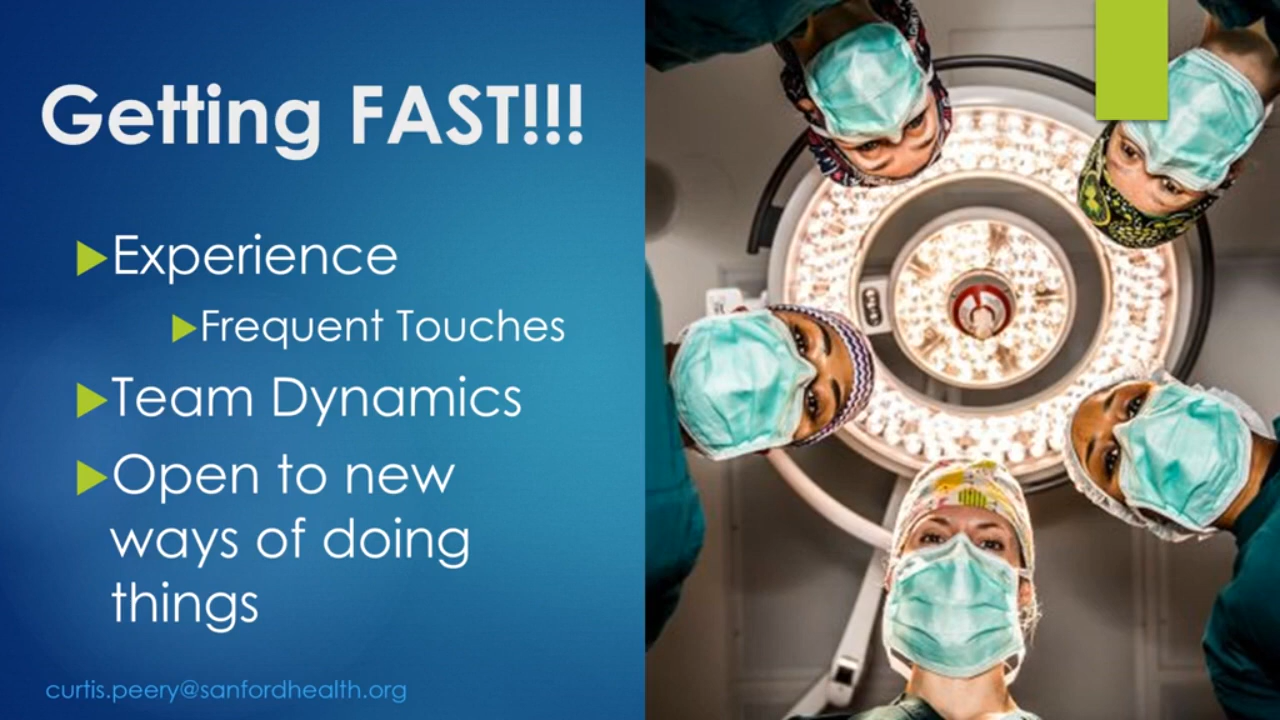 Getting FAST!!!
Experience
Frequent Touches
Team Dynamics
Open to new
ways of doing
things
curtis.peery@sanfordhealth.org